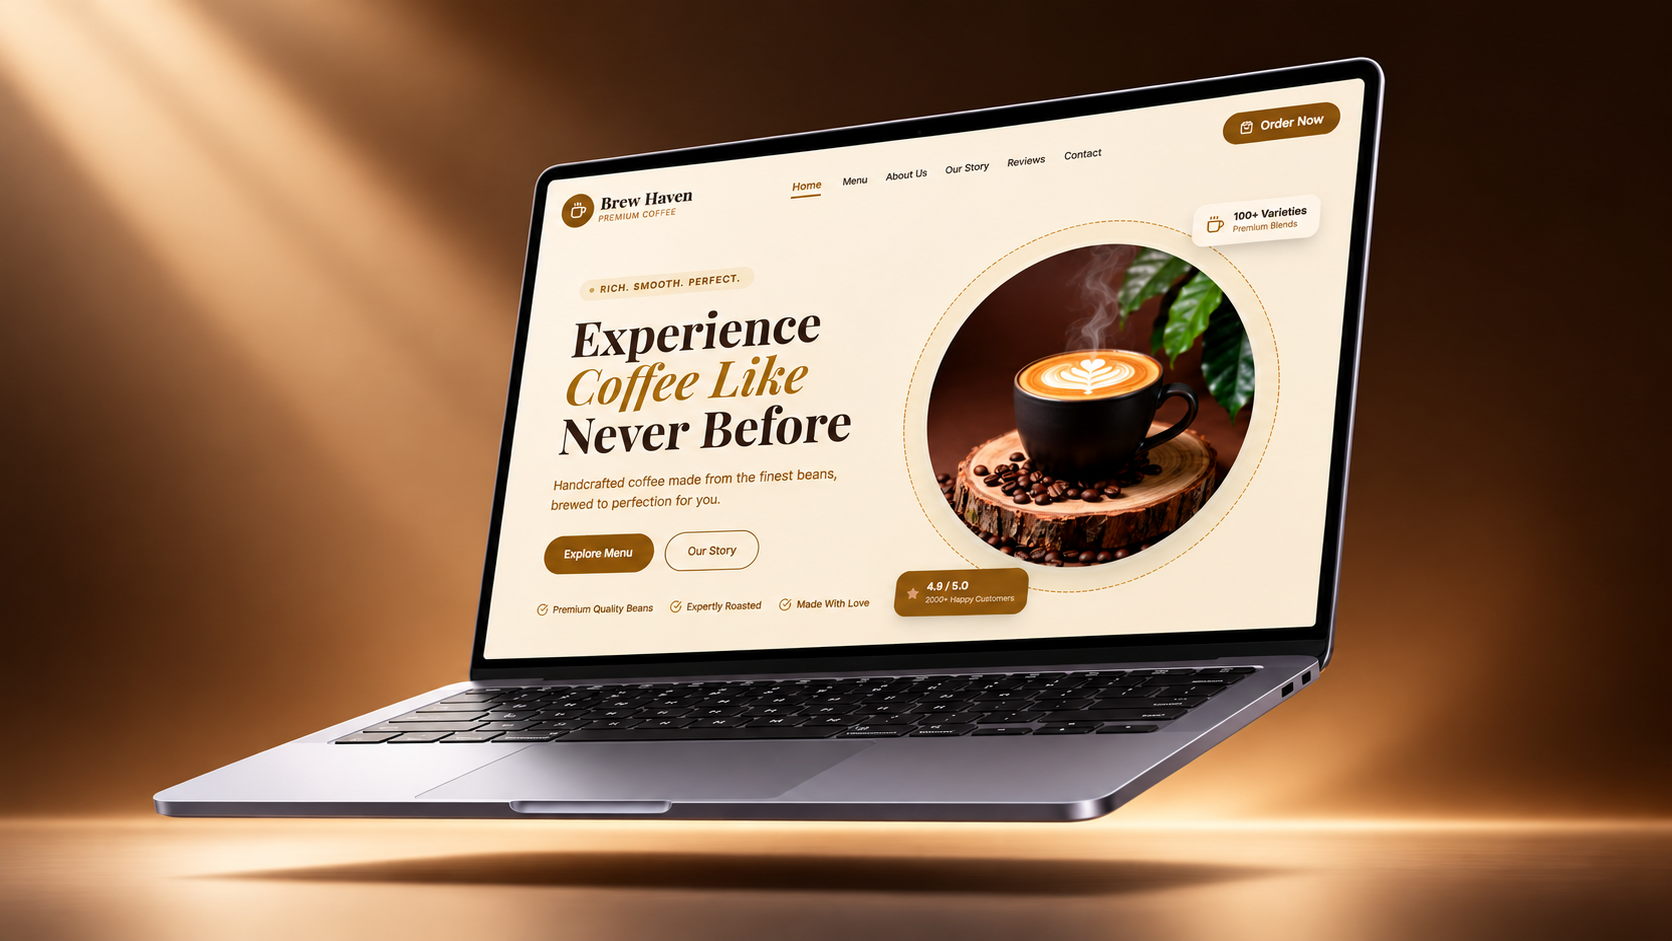 Brew Haven
PREMIUM COFFEE
Home
Menu
About Us
Our Story
Reviews
Contact
Order Now
100+ Varieties
Premium Blends
RICH. SMOOTH. PERFECT.
Experience
Coffee Like
Never Before
Handcrafted coffee made from the finest beans,
brewed to perfection for you.
Explore Menu
Our Story
Premium Quality Beans
Expertly Roasted
Made With Love
4.9 / 5.0
2000+ Happy Customers